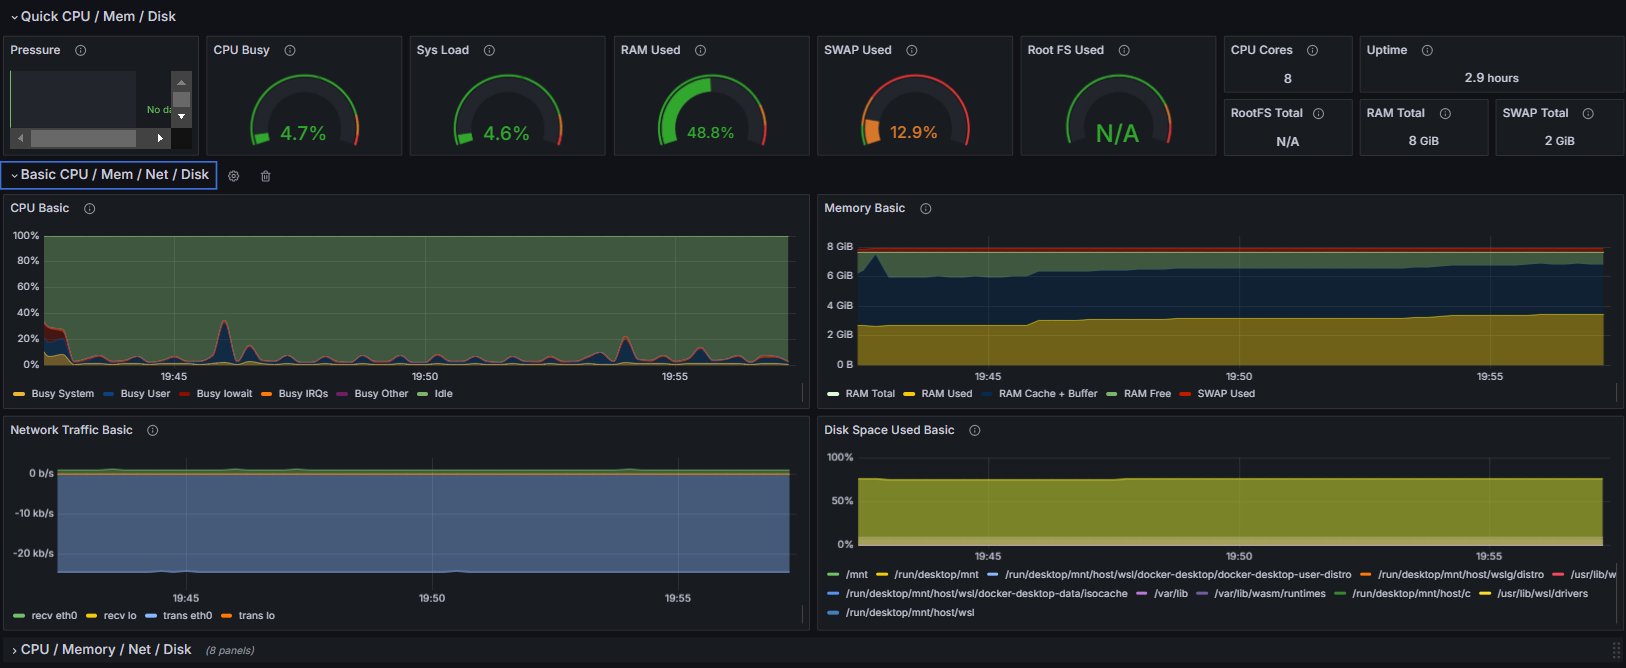 Quick CPU / Mem / Disk
Pressure
No da
CPU Busy
4.7%
Sys Load
4.6%
RAM Used
48.8%
SWAP Used
12.9%
Root FS Used
N/A
CPU Cores
8
Uptime
2.9 hours
RootFS Total
N/A
RAM Total
8 GiB
SWAP Total
2 GiB
Basic CPU / Mem / Net / Disk
CPU Basic
100%
80%
60%
40%
20%
0%
19:45 19:50 19:55
Busy System Busy User Busy Iowait Busy IRQs Busy Other Idle
Memory Basic
8 GiB
6 GiB
4 GiB
2 GiB
0 B
19:45 19:50 19:55
RAM Total RAM Used RAM Cache + Buffer RAM Free SWAP Used
Network Traffic Basic
0 b/s
-10 kb/s
-20 kb/s
19:45 19:50 19:55
recv eth0 recv lo trans eth0 trans lo
Disk Space Used Basic
100%
50%
0%
19:45 19:50 19:55
/mnt /run/desktop/mnt /run/desktop/mnt/host/wsl/docker-desktop/docker-desktop-user-distro /run/desktop/mnt/host/wslg/distro /usr/lib/w
/run/desktop/mnt/host/wsl/docker-desktop-data/isocache /var/lib /var/lib/wasm/runtimes /run/desktop/mnt/host/c /usr/lib/wsl/drivers
/run/desktop/mnt/host/wsl
CPU / Memory / Net / Disk (8 panels)